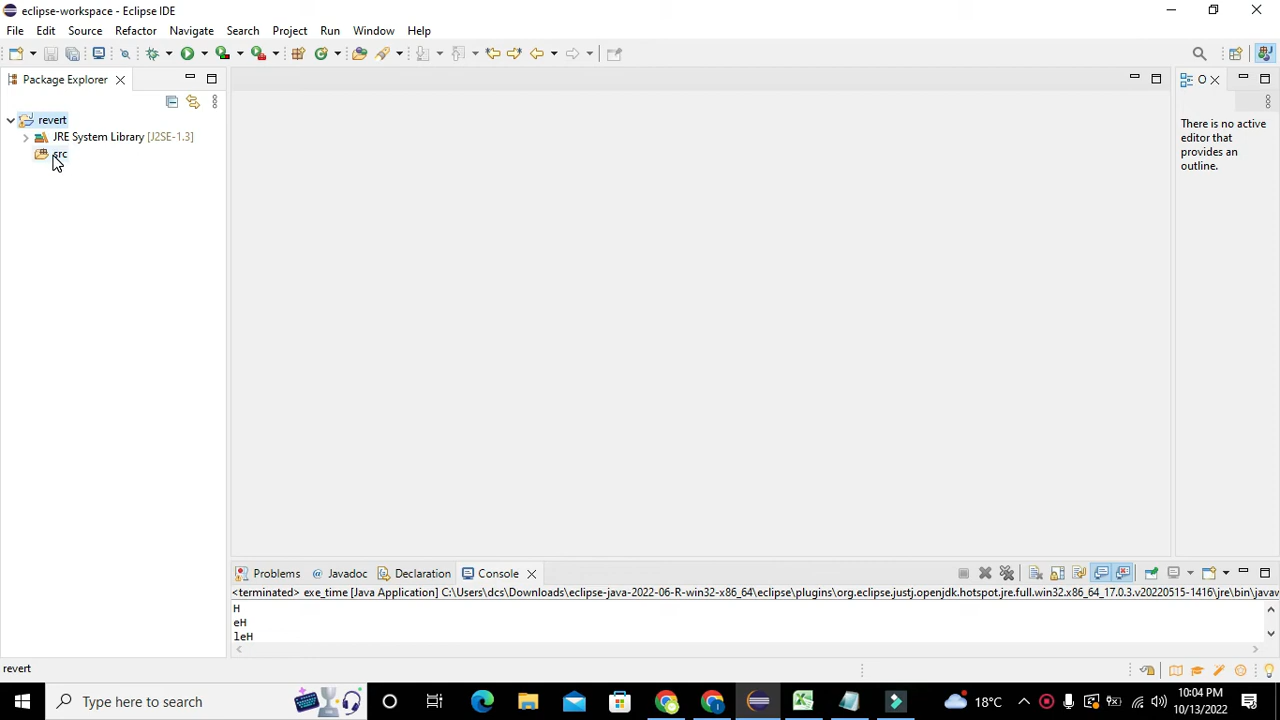 eclipse-workspace - Eclipse IDE
File Edit Source Refactor Navigate Search Project Run Window Help
Package Explorer
O
revert
JRE System Library [J2SE-1.3]
src
There is no active
editor that
provides an
outline.
Problems Javadoc Declaration Console
<terminated> exe_time [Java Application] C:\Users\dcs\Downloads\eclipse-java-2022-06-R-win32-x86_64\eclipse\plugins\org.eclipse.justj.openjdk.hotspot.jre.full.win32.x86_64_17.0.3.v20220515-1416\jre\bin\javaw
H
eH
leH
revert
Type here to search
18°C
10:04 PM
10/13/2022